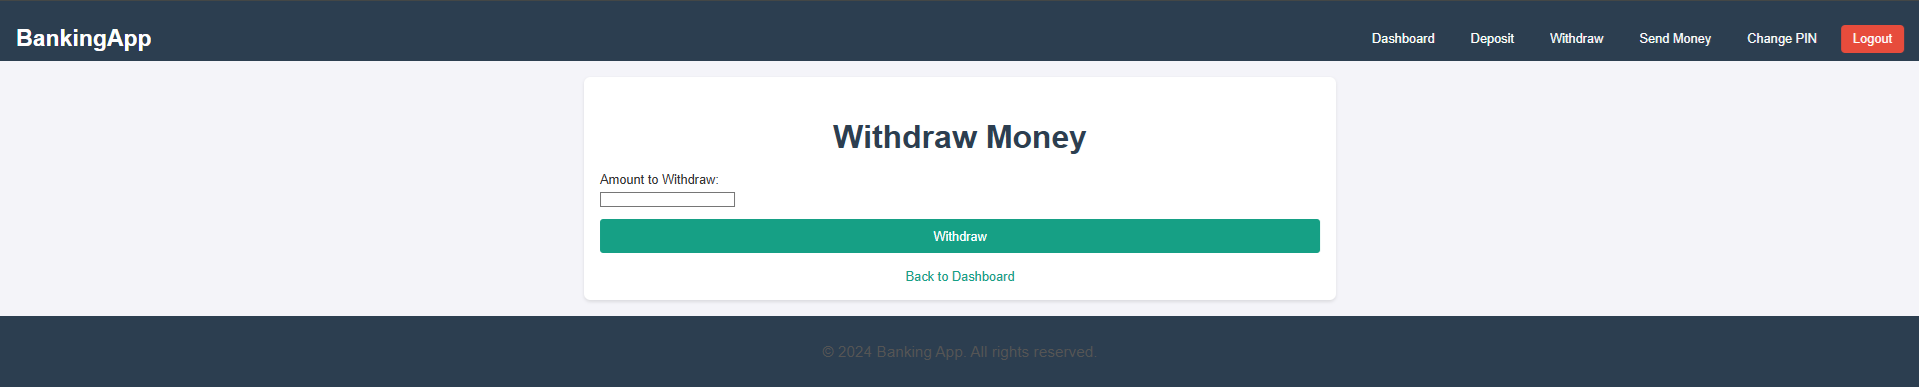 BankingApp
Dashboard Deposit Withdraw Send Money Change PIN Logout
Withdraw Money
Amount to Withdraw:
Withdraw
Back to Dashboard
© 2024 Banking App. All rights reserved.